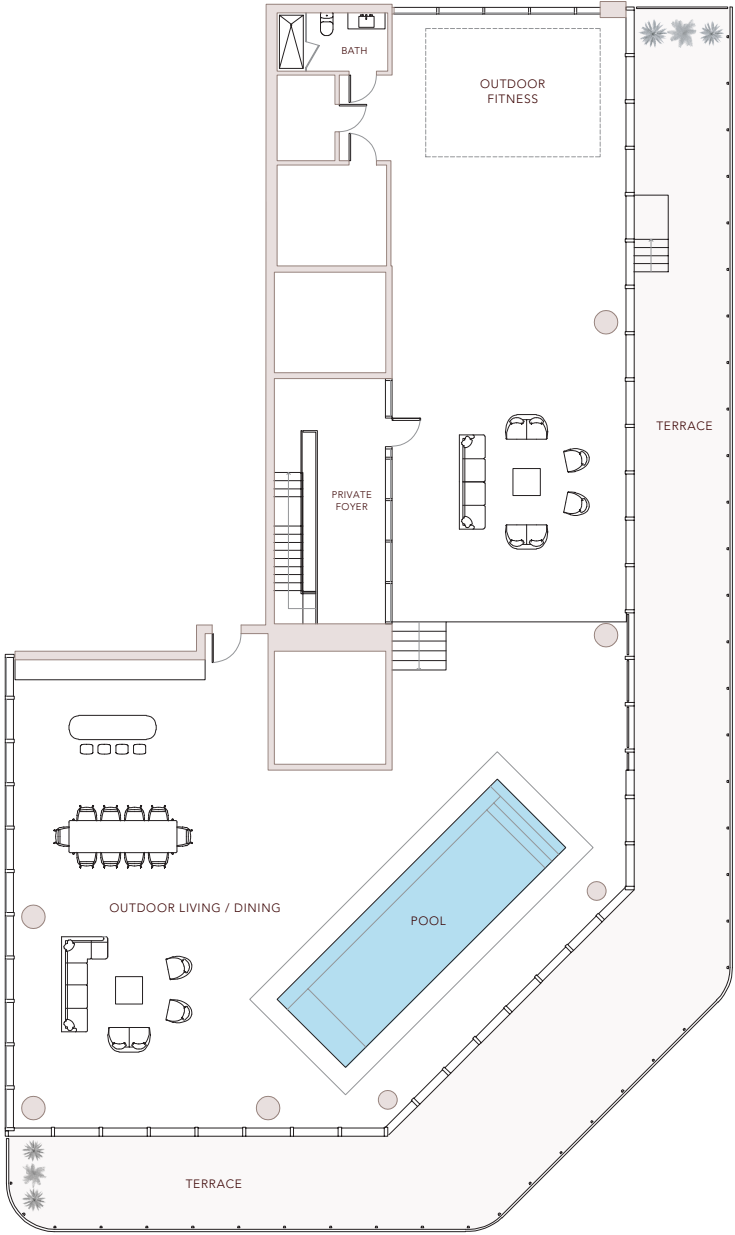 BATH
OUTDOOR
FITNESS
TERRACE
PRIVATE
FOYER
OUTDOOR LIVING / DINING
POOL
TERRACE